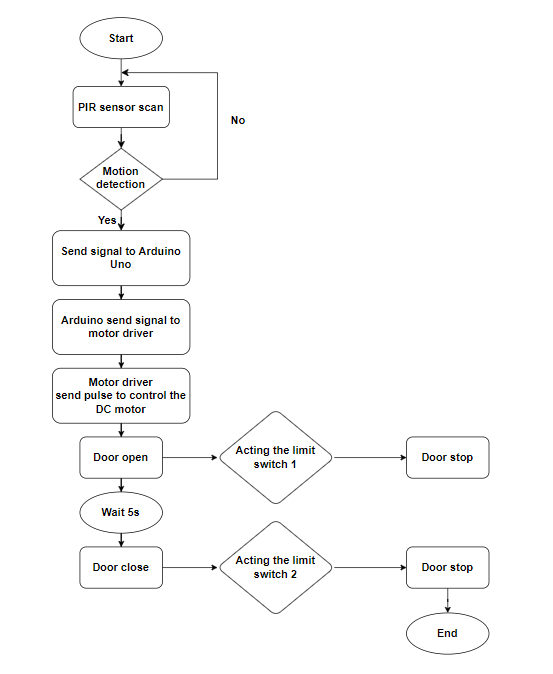 Start
PIR sensor scan
No
Motion
detection
Yes
Send signal to Arduino
Uno
Arduino send signal to
motor driver
Motor driver
send pulse to control the
DC motor
Door open
Acting the limit
switch 1
Door stop
Wait 5s
Door close
Acting the limit
switch 2
Door stop
End